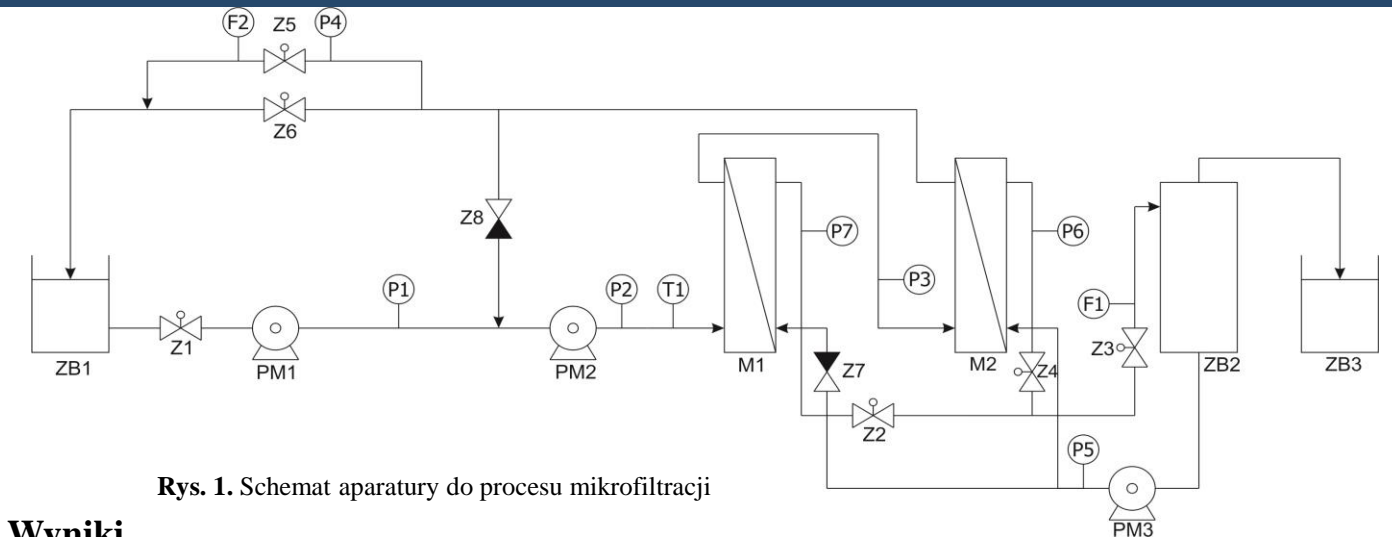 F2 Z5 P4
Z6
Z8
P7 P6
P3
P1 P2 T1 F1
Z1 Z7 Z4 Z3
ZB1 PM1 PM2 M1 M2 ZB2 ZB3
Z2
P5
Rys. 1. Schemat aparatury do procesu mikrofiltracji
PM3
Wyniki